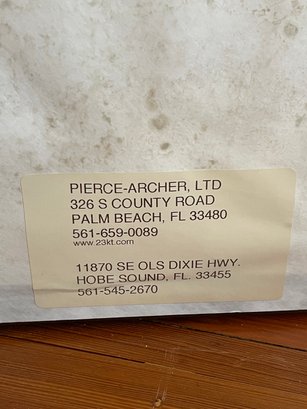 PIERCE-ARCHER, LTD
326 S COUNTY ROAD
PALM BEACH, FL 33480
561-659-0089
www.23kt.com
11870 SE OLS DIXIE HWY.
HOBE SOUND, FL. 33455
561-545-2670